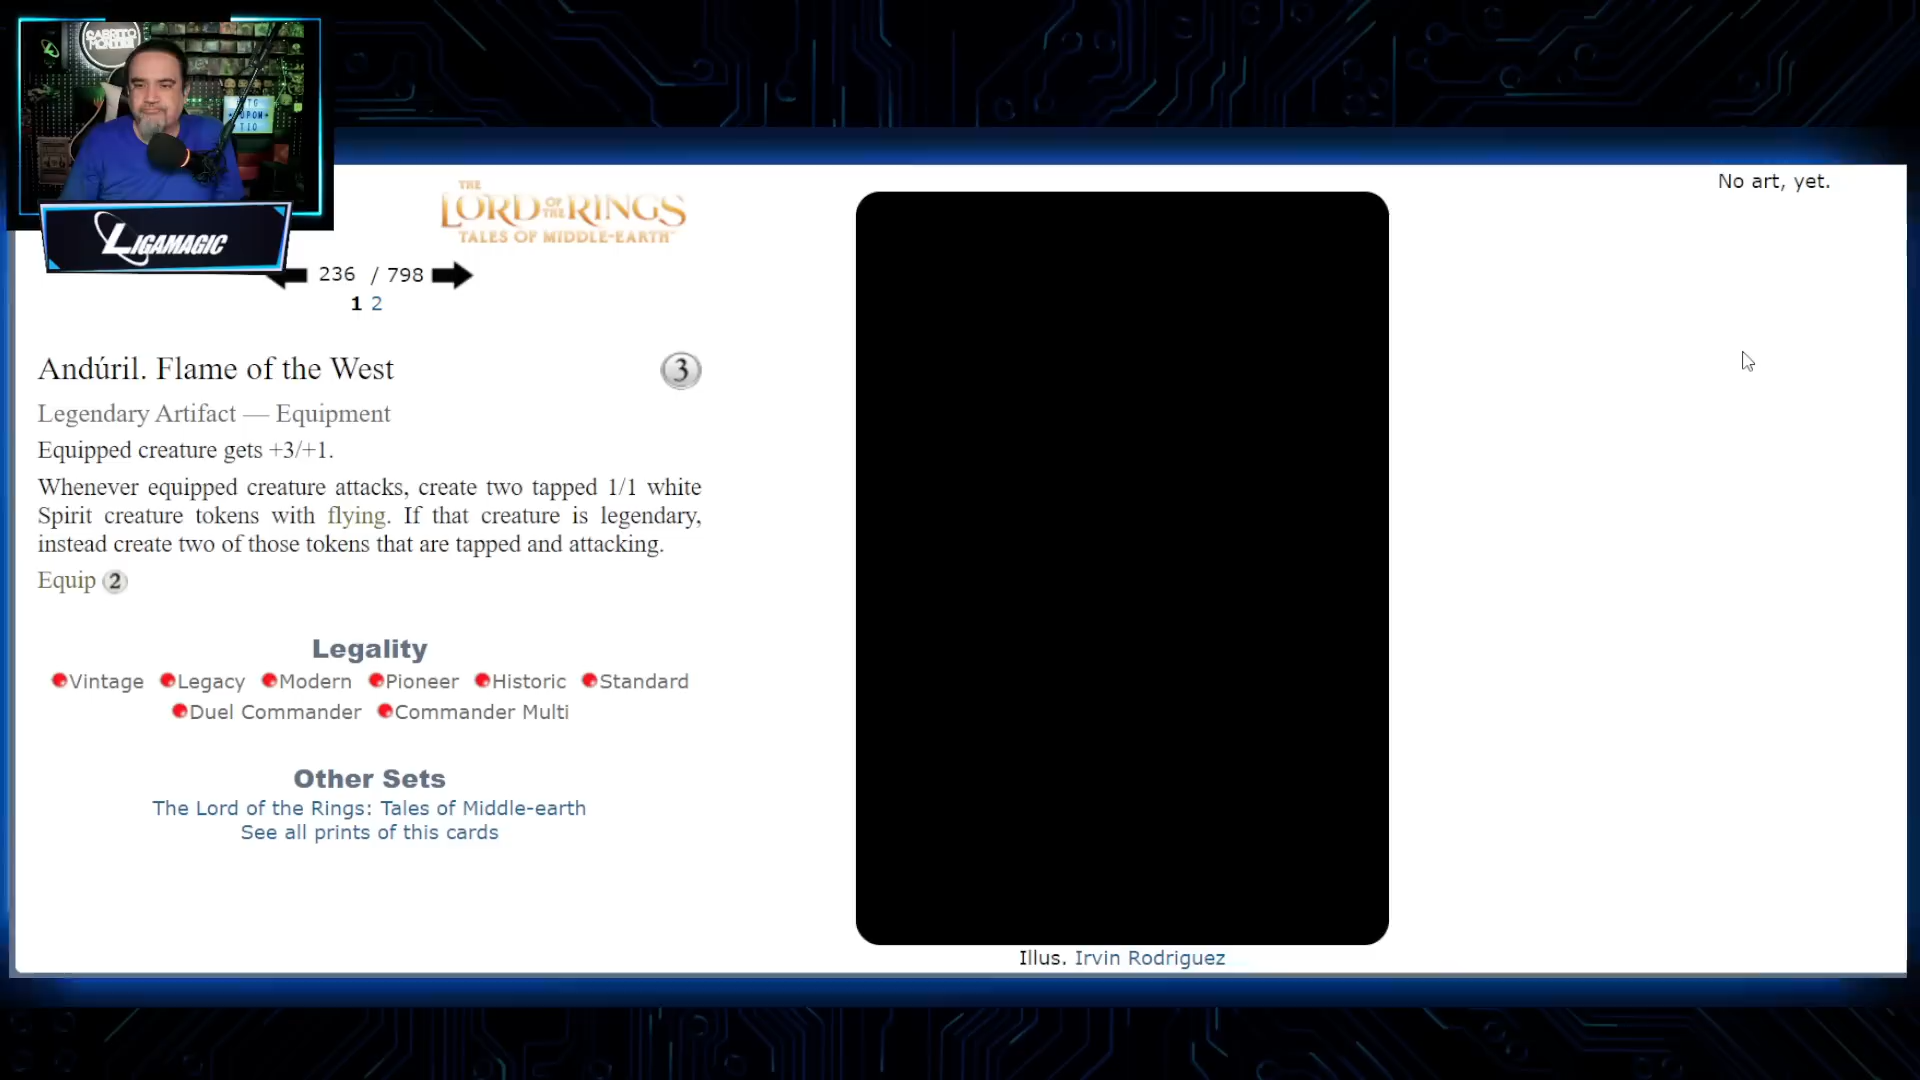 CABRITO
MONTÊS
LIGAMAGIC
THE
LORD OF THE RINGS
TALES OF MIDDLE-EARTH
236 / 798
1 2
Andúril. Flame of the West 3
Legendary Artifact — Equipment
Equipped creature gets +3/+1.
Whenever equipped creature attacks, create two tapped 1/1 white
Spirit creature tokens with flying. If that creature is legendary,
instead create two of those tokens that are tapped and attacking.
Equip 2
Legality
Vintage Legacy Modern Pioneer Historic Standard
Duel Commander Commander Multi
Other Sets
The Lord of the Rings: Tales of Middle-earth
See all prints of this cards
Illus. Irvin Rodriguez
No art, yet.